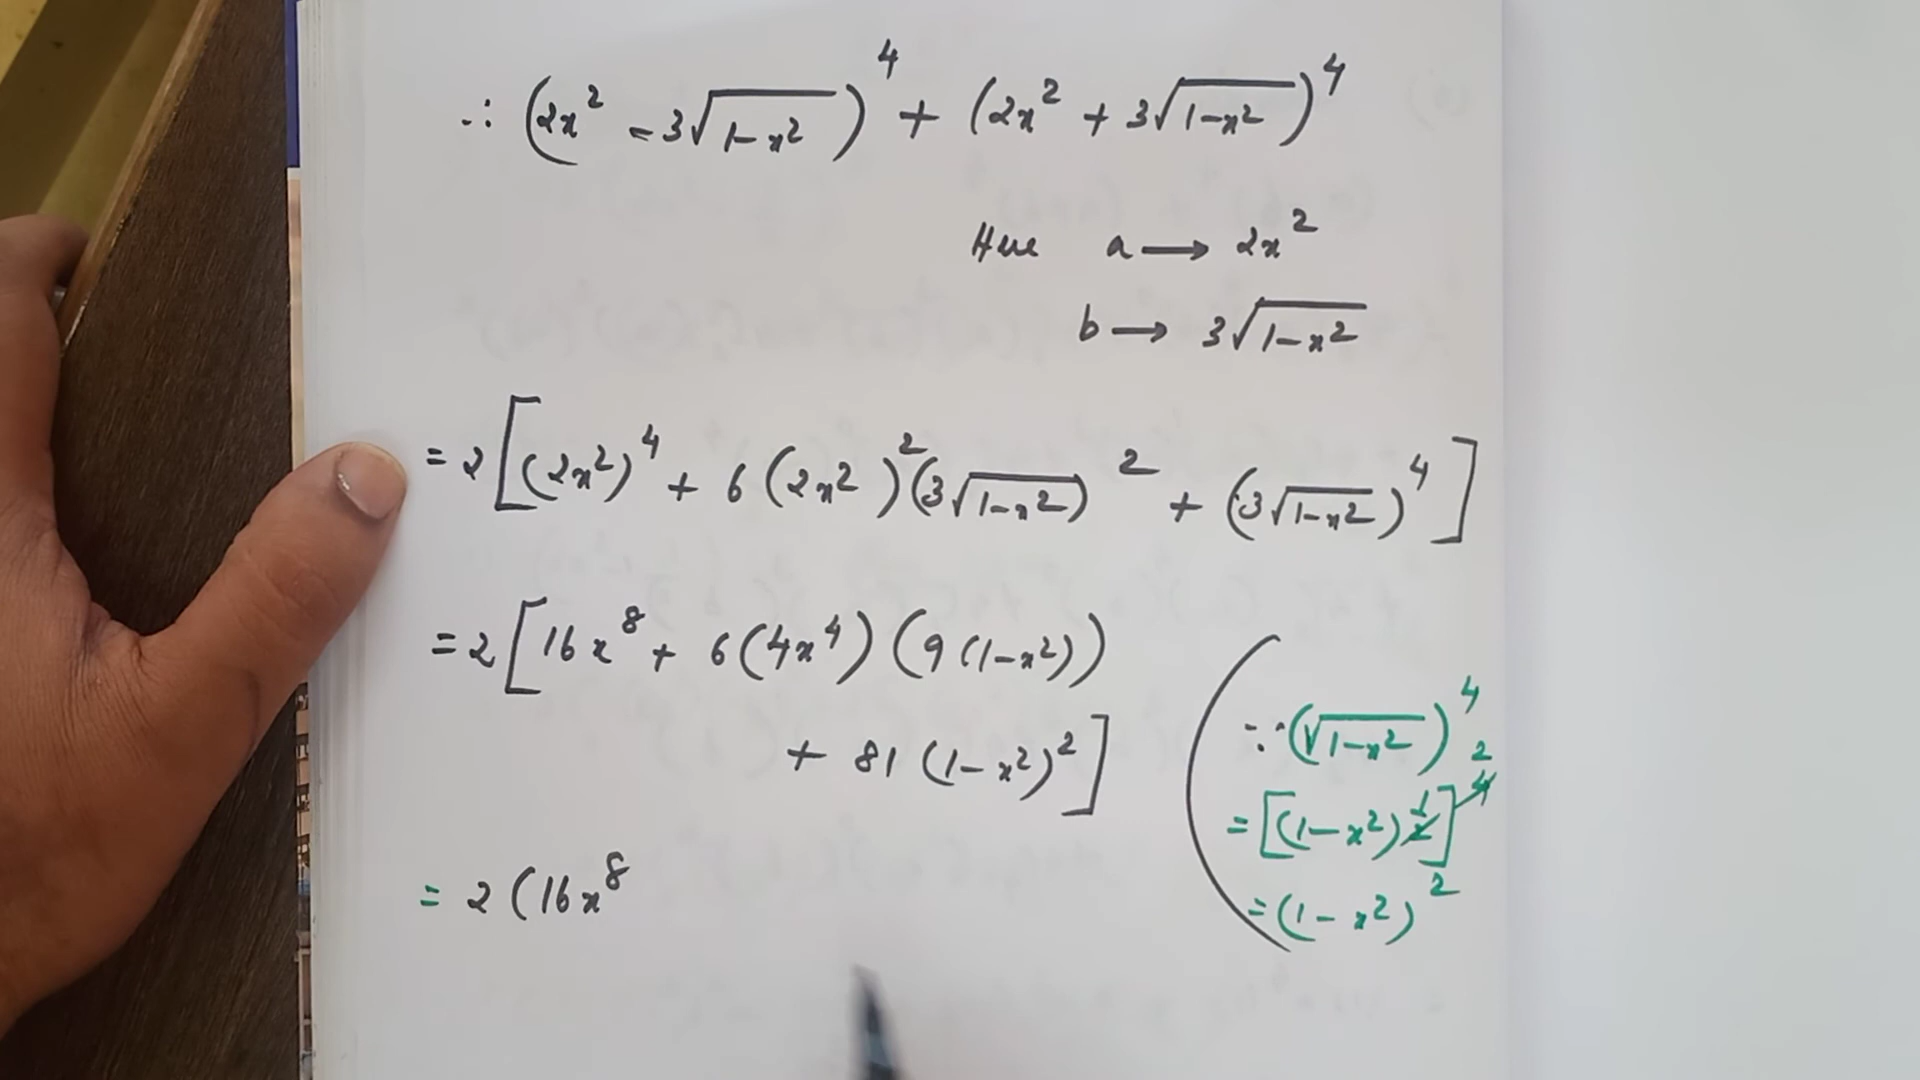 ∴ (2x² - 3√(1-x²))⁴ + (2x² + 3√(1-x²))⁴
Here a → 2x²
b → 3√(1-x²)
= 2[(2x²)⁴ + 6(2x²)²(3√(1-x²))² + (3√(1-x²))⁴]
= 2[16x⁸ + 6(4x⁴)(9(1-x²))
+ 81(1-x²)²]
∵ (√(1-x²))⁴
= [(1-x²)^(1/2)]^4 2
= (1-x²)²
= 2(16x⁸